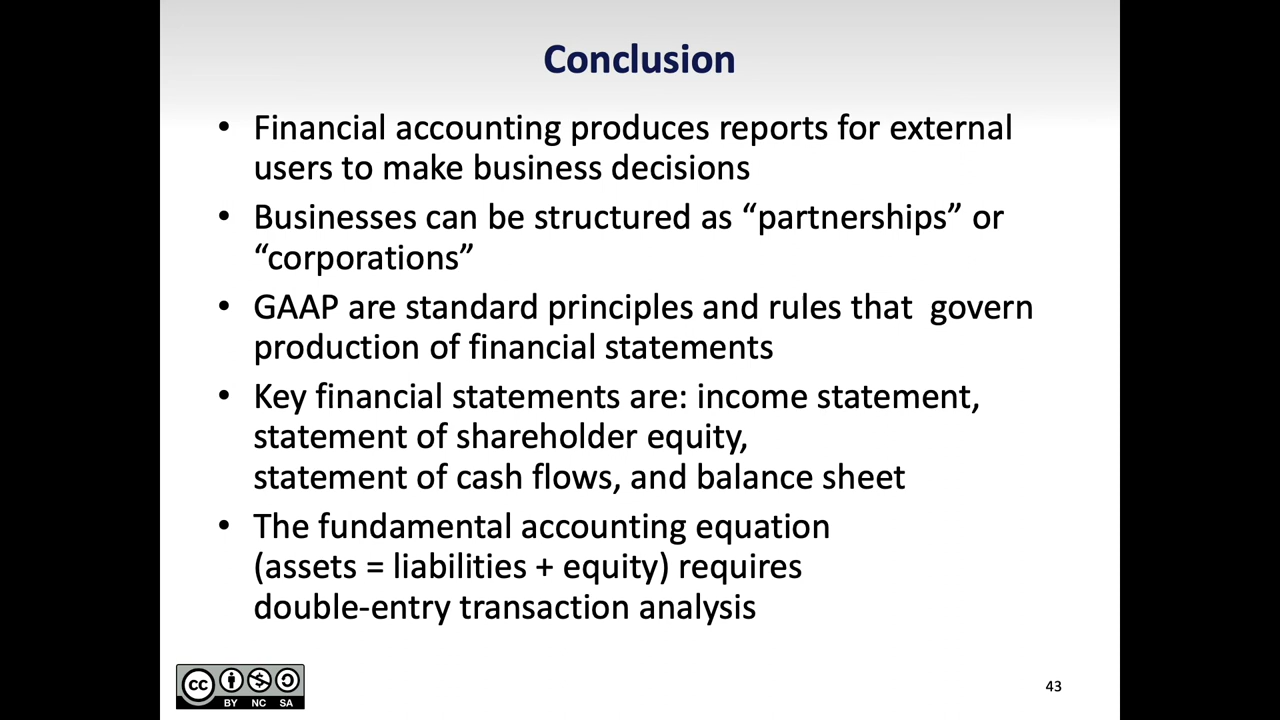 Conclusion
• Financial accounting produces reports for external
users to make business decisions
• Businesses can be structured as “partnerships” or
“corporations”
• GAAP are standard principles and rules that  govern
production of financial statements
• Key financial statements are: income statement,
statement of shareholder equity,
statement of cash flows, and balance sheet
• The fundamental accounting equation
(assets = liabilities + equity) requires
double-entry transaction analysis
cc
BY NC SA
43